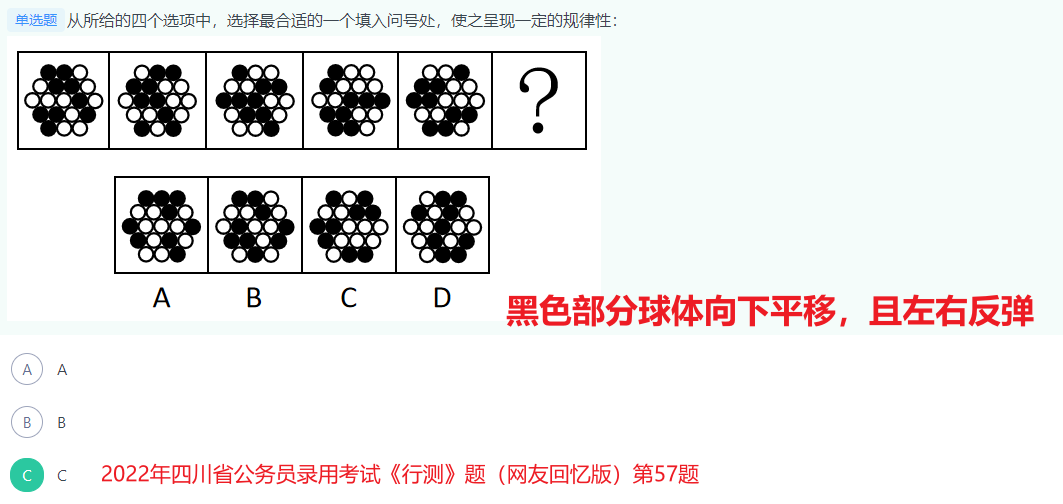 单选题 从所给的四个选项中，选择最合适的一个填入问号处，使之呈现一定的规律性：
?
A B C D
黑色部分球体向下平移，且左右反弹
A A
B B
C C 2022年四川省公务员录用考试《行测》题（网友回忆版）第57题